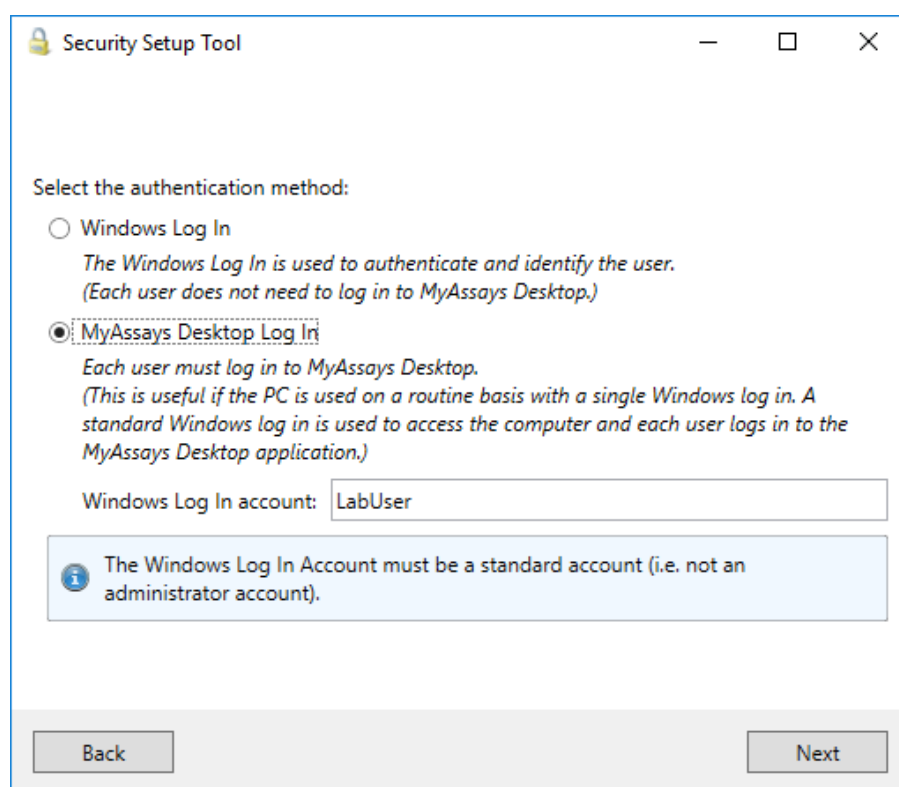 Security Setup Tool
Select the authentication method:
Windows Log In
The Windows Log In is used to authenticate and identify the user.
(Each user does not need to log in to MyAssays Desktop.)
MyAssays Desktop Log In
Each user must log in to MyAssays Desktop.
(This is useful if the PC is used on a routine basis with a single Windows log in. A
standard Windows log in is used to access the computer and each user logs in to the
MyAssays Desktop application.)
Windows Log In account: LabUser
The Windows Log In Account must be a standard account (i.e. not an
administrator account).
Back Next